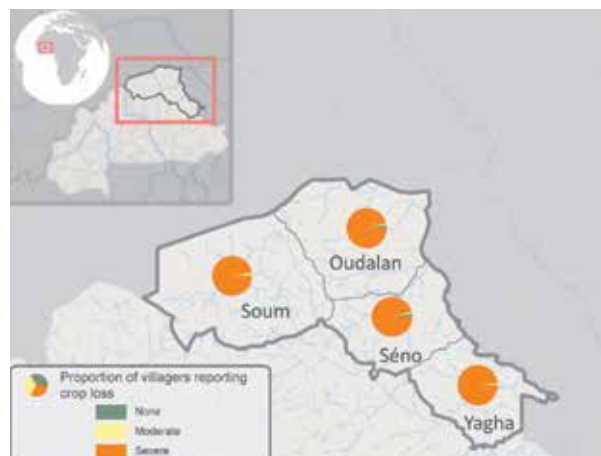 Oudalan
Soum
Séno
Yagha
Proportion of villagers reporting
crop loss
None
Moderate
Severe